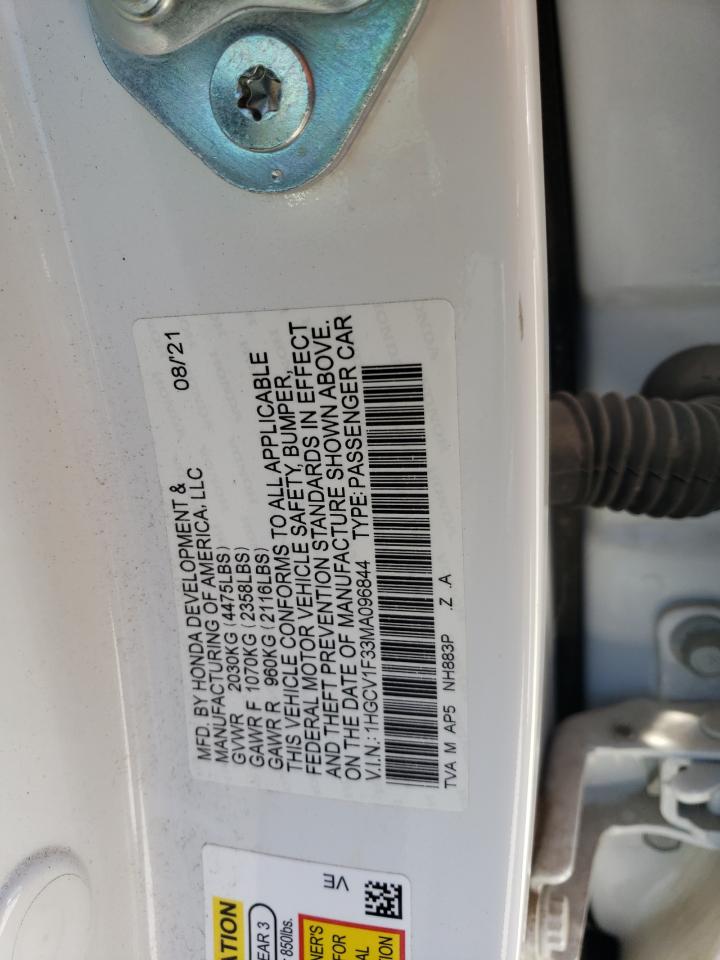 MFD. BY HONDA DEVELOPMENT & 08/'21
MANUFACTURING OF AMERICA, LLC
GVWR 2030KG (4475LBS)
GAWR F 1070KG (2358LBS)
GAWR R 960KG (2116LBS)
THIS VEHICLE CONFORMS TO ALL APPLICABLE
FEDERAL MOTOR VEHICLE SAFETY, BUMPER,
AND THEFT PREVENTION STANDARDS IN EFFECT
ON THE DATE OF MANUFACTURE SHOWN ABOVE.
V.I.N.: 1HGCV1F33MA096844 TYPE: PASSENGER CAR
TVA M AP5 NH883P .Z .A
VE
ATION
EAR 3
850lbs.
NER'S
FOR
AL
TION